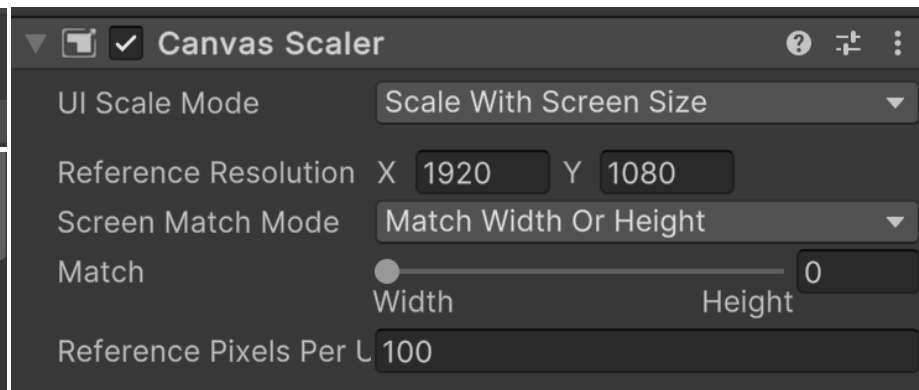 Canvas Scaler
UI Scale Mode Scale With Screen Size
Reference Resolution X 1920 Y 1080
Screen Match Mode Match Width Or Height
Match 0
Width Height
Reference Pixels Per U 100